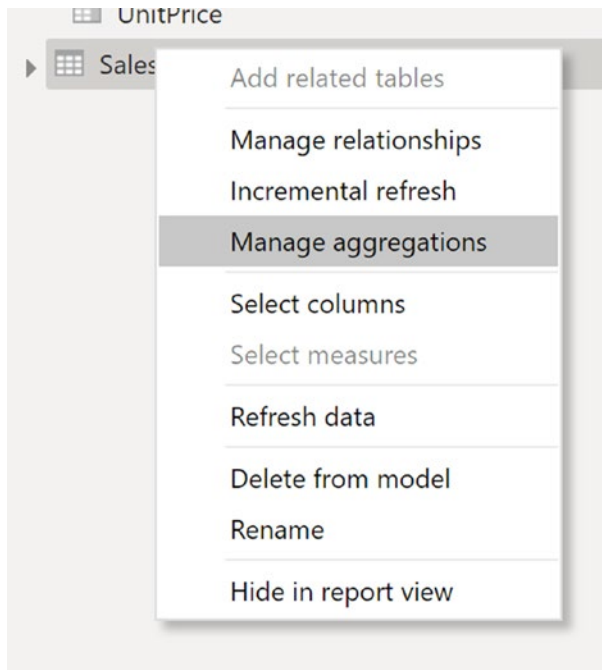 UnitPrice
Sales
Add related tables
Manage relationships
Incremental refresh
Manage aggregations
Select columns
Select measures
Refresh data
Delete from model
Rename
Hide in report view